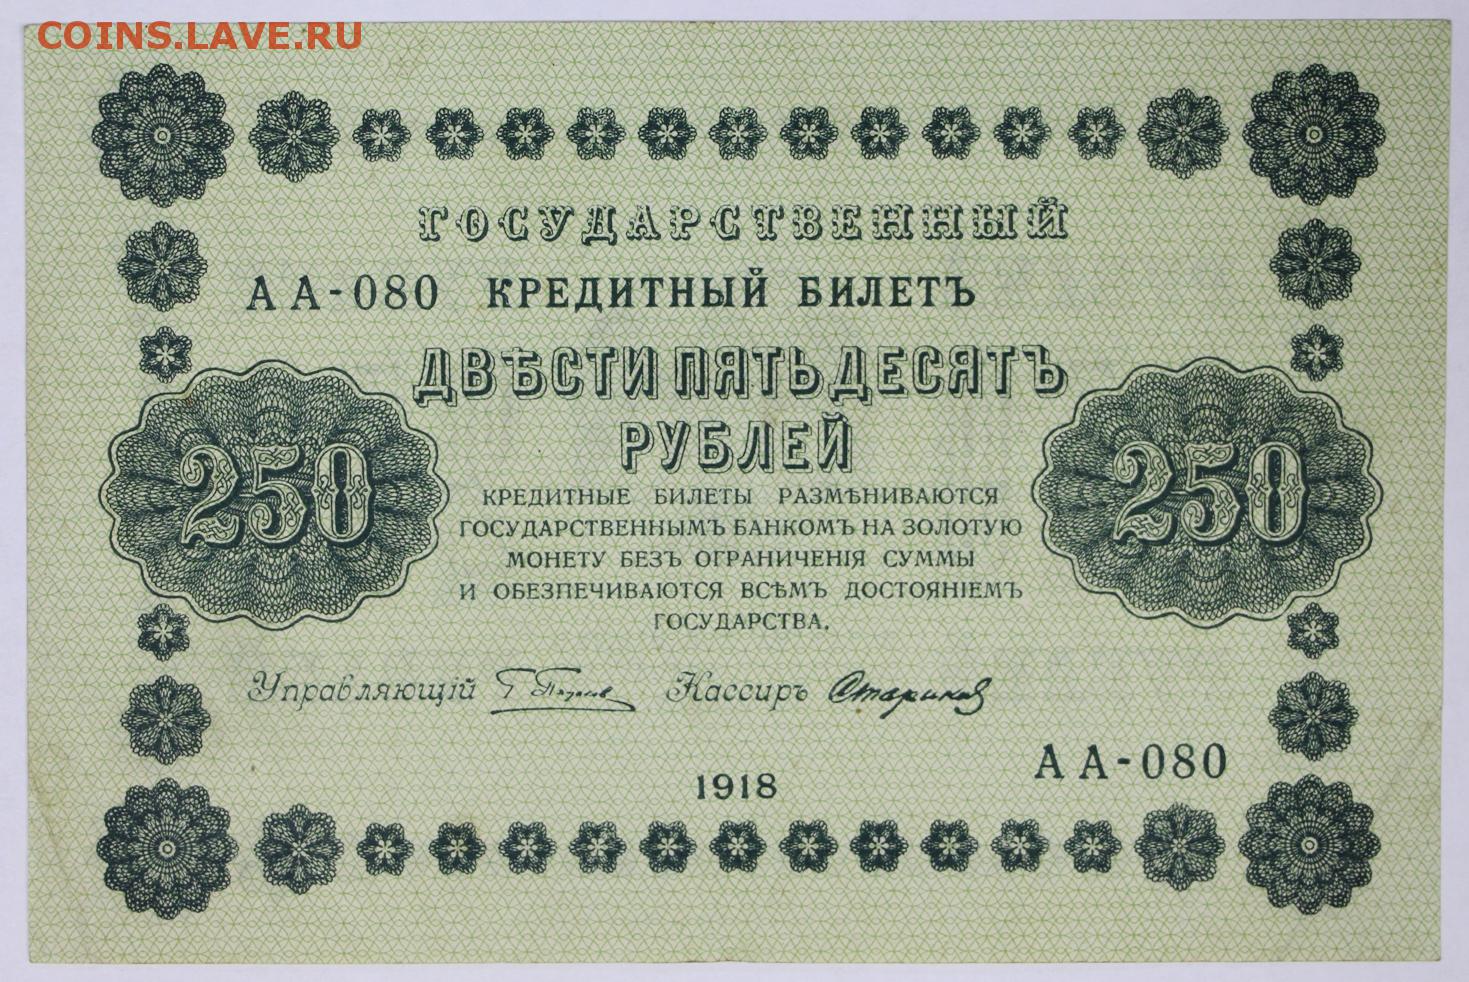 COINS.LAVE.RU
ГОСУДАРСТВЕННЫЙ
АА-080 КРЕДИТНЫЙ БИЛЕТЪ
ДВѢСТИ ПЯТЬДЕСЯТЪ
РУБЛЕЙ
250 250
КРЕДИТНЫЕ БИЛЕТЫ РАЗМѢНИВАЮТСЯ
ГОСУДАРСТВЕННЫМЪ БАНКОМЪ НА ЗОЛОТУЮ
МОНЕТУ БЕЗЪ ОГРАНИЧЕНІЯ СУММЫ
И ОБЕЗПЕЧИВАЮТСЯ ВСѢМЪ ДОСТОЯНІЕМЪ
ГОСУДАРСТВА.
Управляющій Кассиръ Стариков
АА-080
1918